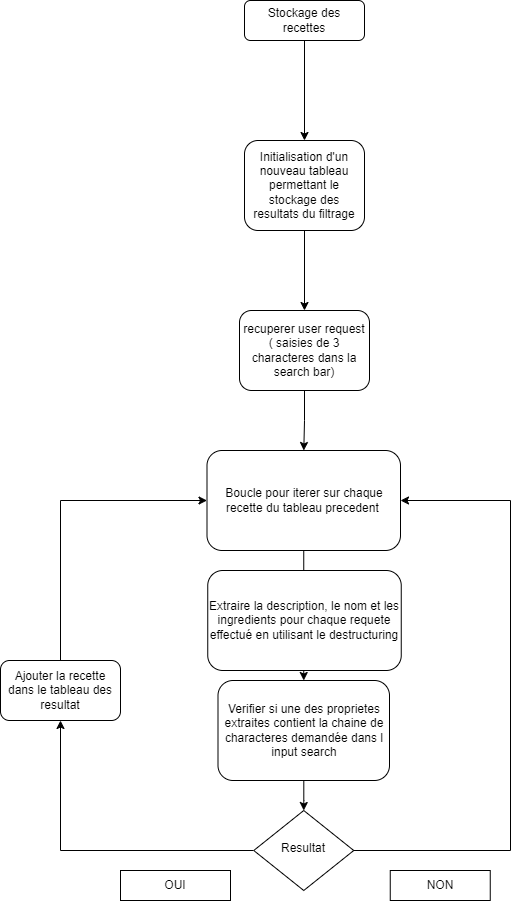 Stockage des
recettes
Initialisation d'un
nouveau tableau
permettant le
stockage des
resultats du filtrage
recuperer user request
( saisies de 3
characteres dans la
search bar)
Boucle pour iterer sur chaque
recette du tableau precedent
Extraire la description, le nom et les
ingredients pour chaque requete
effectué en utilisant le destructuring
Ajouter la recette
dans le tableau des
resultat
Verifier si une des proprietes
extraites contient la chaine de
characteres demandée dans l
input search
Resultat
OUI
NON